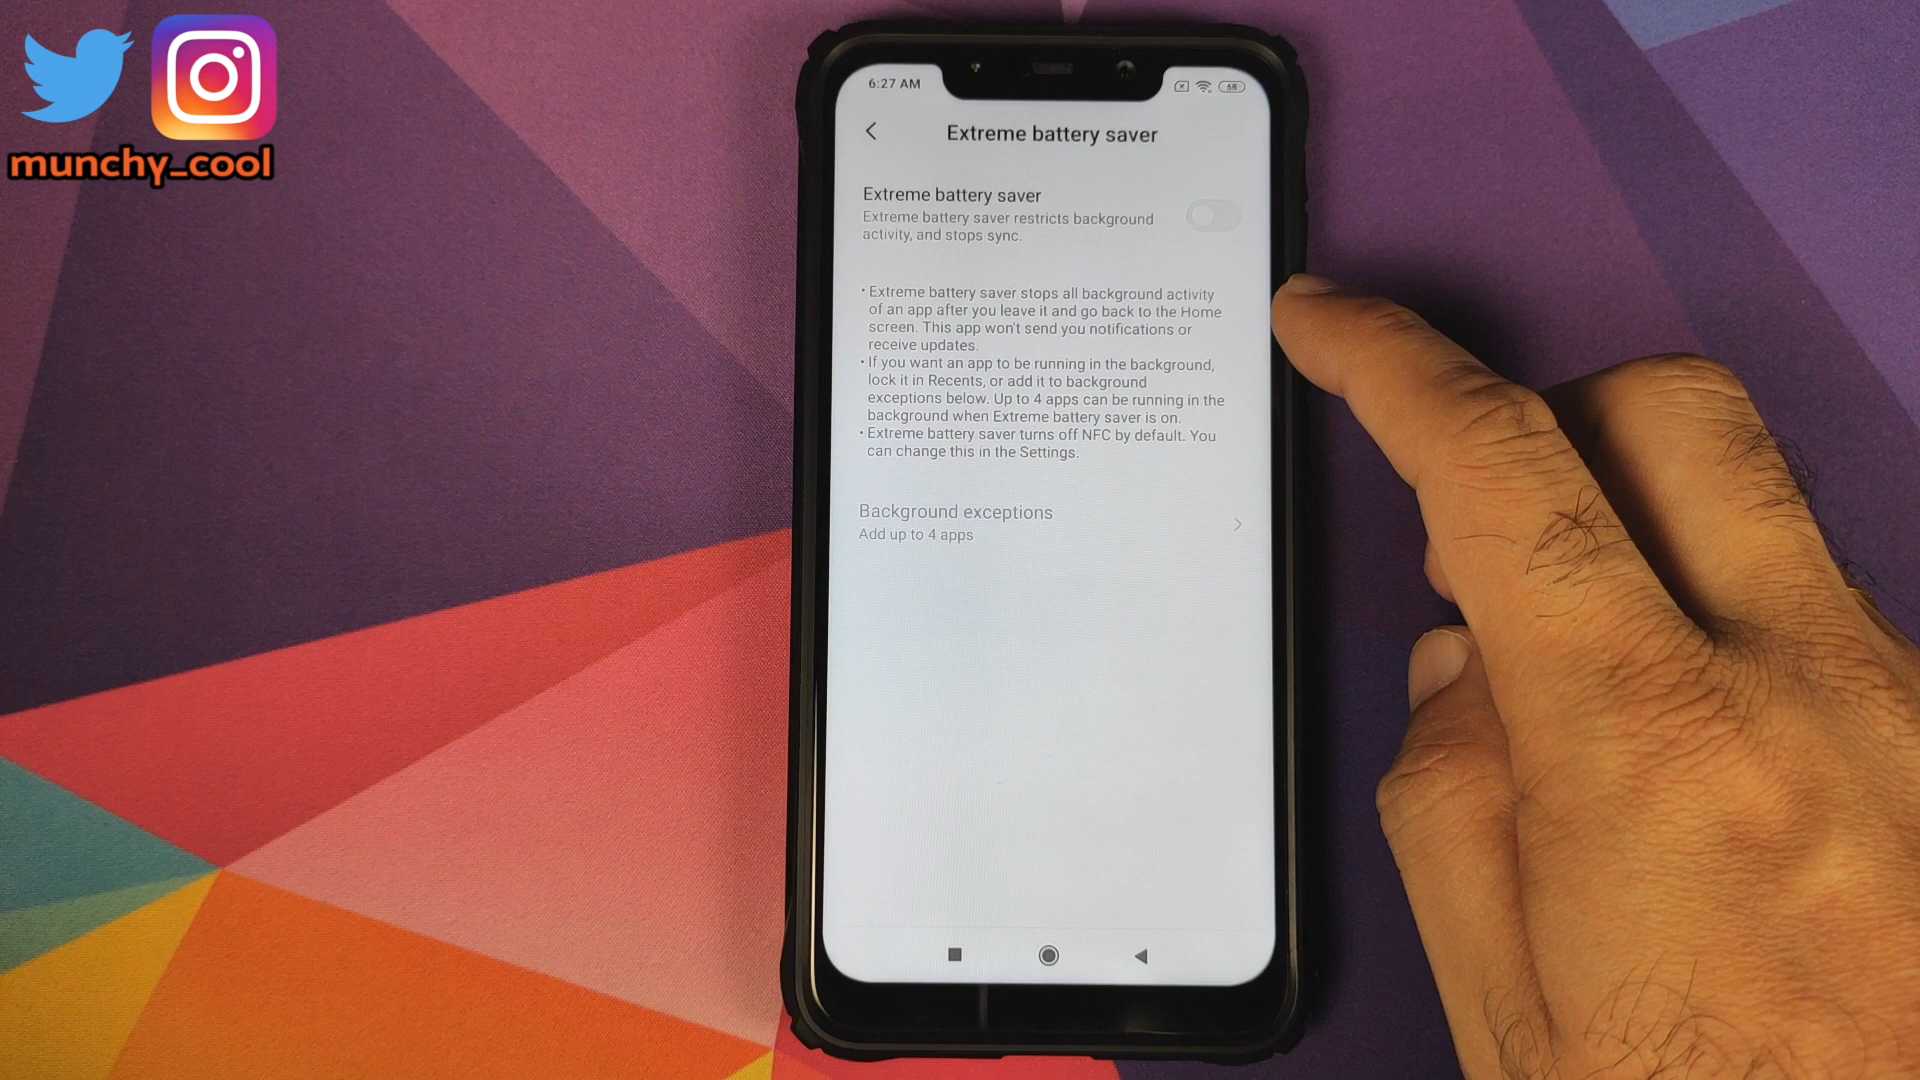 munchy_cool
6:27 AM
68
Extreme battery saver
Extreme battery saver
Extreme battery saver restricts background
activity, and stops sync.
• Extreme battery saver stops all background activity
of an app after you leave it and go back to the Home
screen. This app won't send you notifications or
receive updates.
• If you want an app to be running in the background,
lock it in Recents, or add it to background
exceptions below. Up to 4 apps can be running in the
background when Extreme battery saver is on.
• Extreme battery saver turns off NFC by default. You
can change this in the Settings.
Background exceptions
Add up to 4 apps